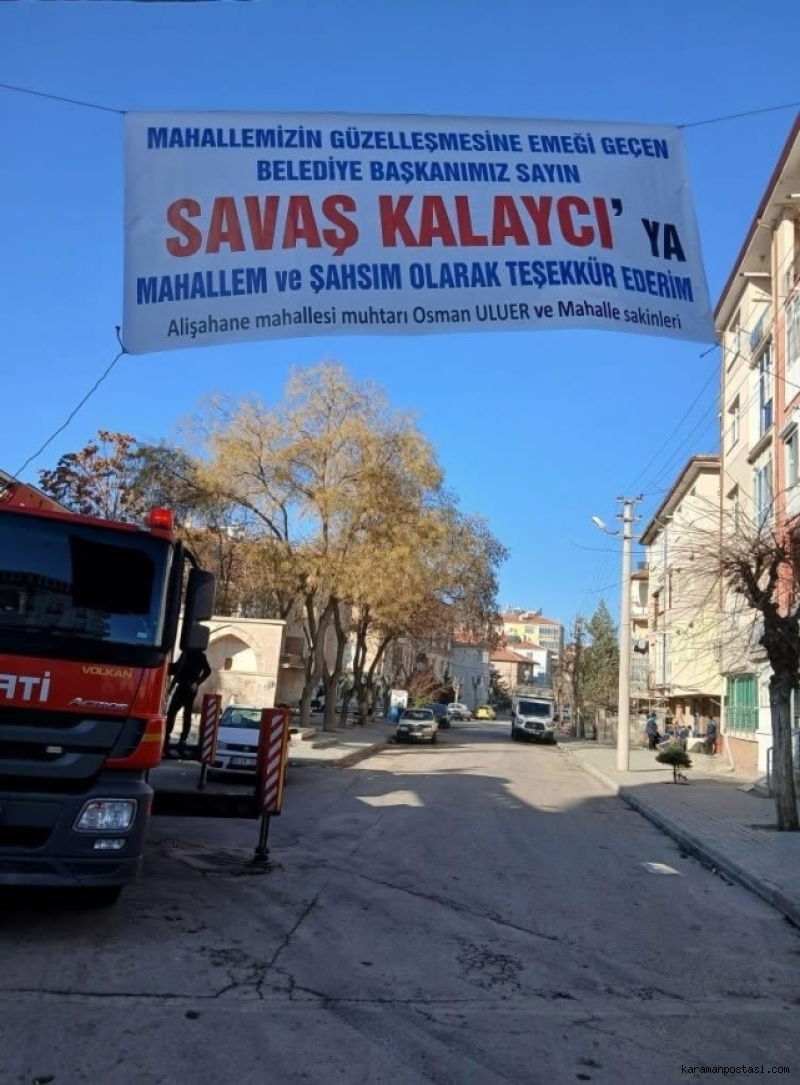 MAHALLEMİZİN GÜZELLEŞMESİNE EMEĞİ GEÇEN
BELEDİYE BAŞKANIMIZ SAYIN
SAVAŞ KALAYCI' YA
MAHALLEM ve ŞAHSIM OLARAK TEŞEKKÜR EDERİM
Alişahane mahallesi muhtarı Osman ULUER ve Mahalle sakinleri
VOLKAN
ACTROS
ATİ
karamanpostasi.com